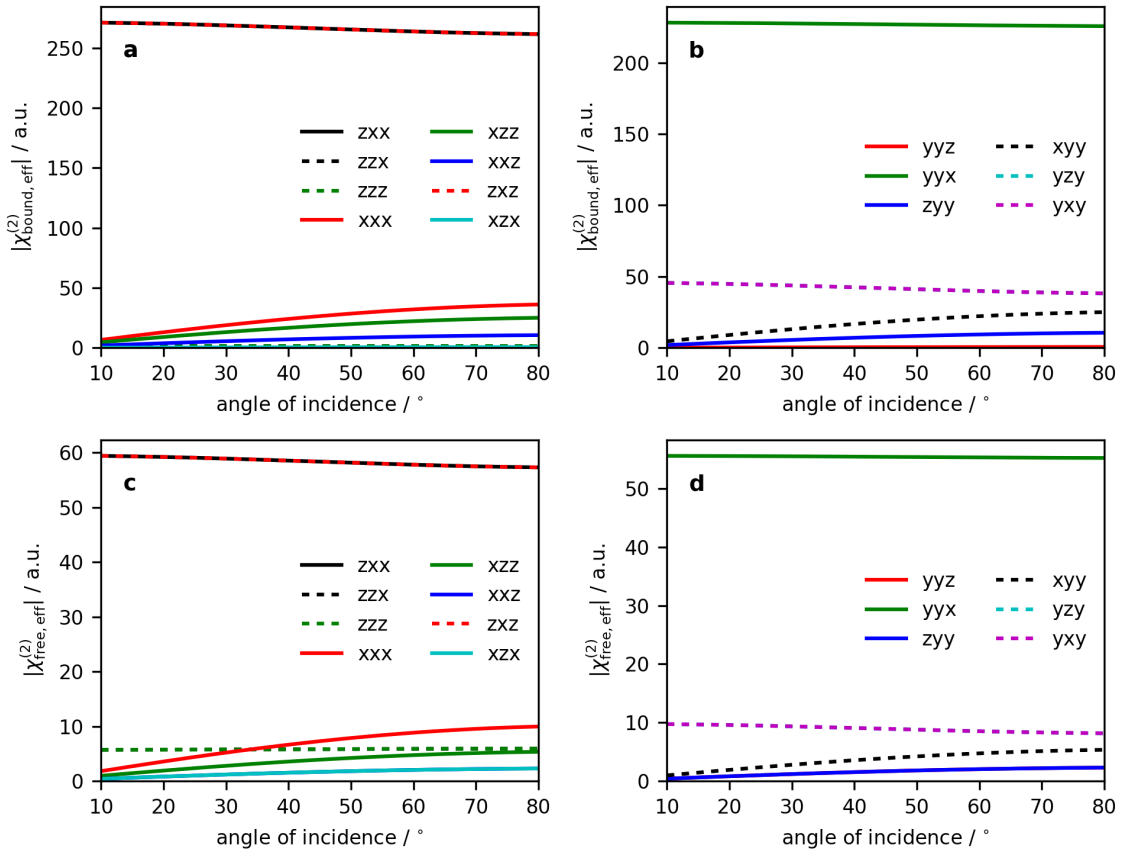 a
250
200
150
100
50
0
10 20 30 40 50 60 70 80
angle of incidence / °
|χ^(2)_bound,eff| / a.u.
zxx xzz
zzx xxz
zzz zxz
xxx xzx
b
200
150
100
50
0
10 20 30 40 50 60 70 80
angle of incidence / °
|χ^(2)_bound,eff| / a.u.
yyz xyy
yyx yzy
zyy yxy
c
60
50
40
30
20
10
0
10 20 30 40 50 60 70 80
angle of incidence / °
|χ^(2)_free,eff| / a.u.
zxx xzz
zzx xxz
zzz zxz
xxx xzx
d
50
40
30
20
10
0
10 20 30 40 50 60 70 80
angle of incidence / °
|χ^(2)_free,eff| / a.u.
yyz xyy
yyx yzy
zyy yxy